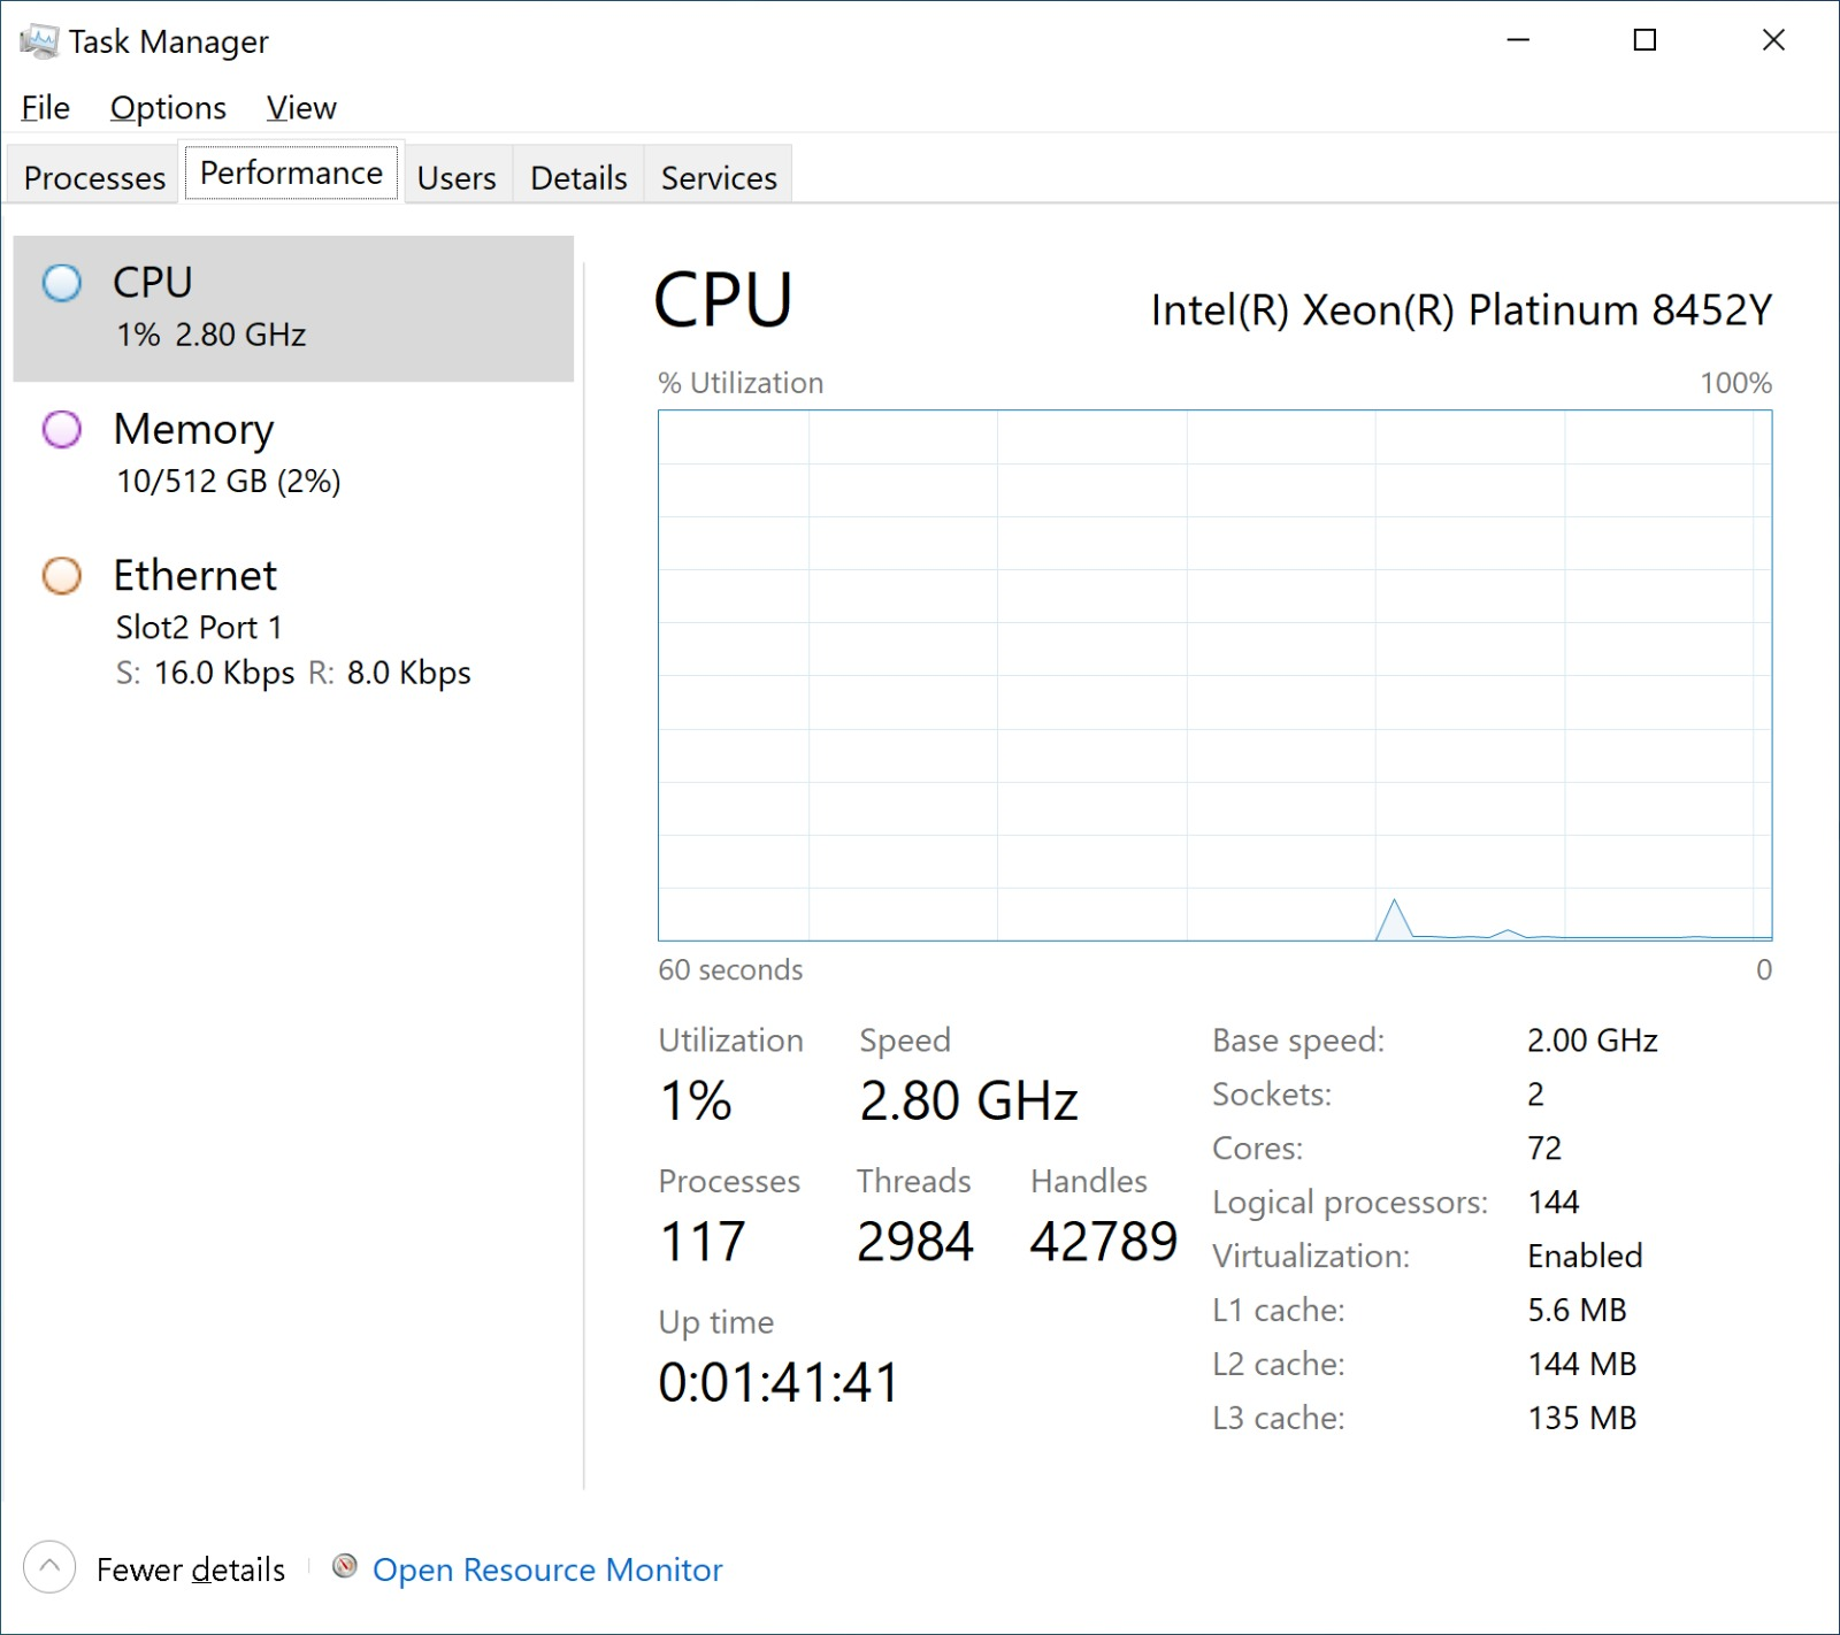 Task Manager
File Options View
Processes Performance Users Details Services
CPU
1% 2.80 GHz
Memory
10/512 GB (2%)
Ethernet
Slot2 Port 1
S: 16.0 Kbps R: 8.0 Kbps
CPU Intel(R) Xeon(R) Platinum 8452Y
% Utilization 100%
60 seconds 0
Utilization Speed
1% 2.80 GHz
Processes Threads Handles
117 2984 42789
Up time
0:01:41:41
Base speed: 2.00 GHz
Sockets: 2
Cores: 72
Logical processors: 144
Virtualization: Enabled
L1 cache: 5.6 MB
L2 cache: 144 MB
L3 cache: 135 MB
Fewer details Open Resource Monitor